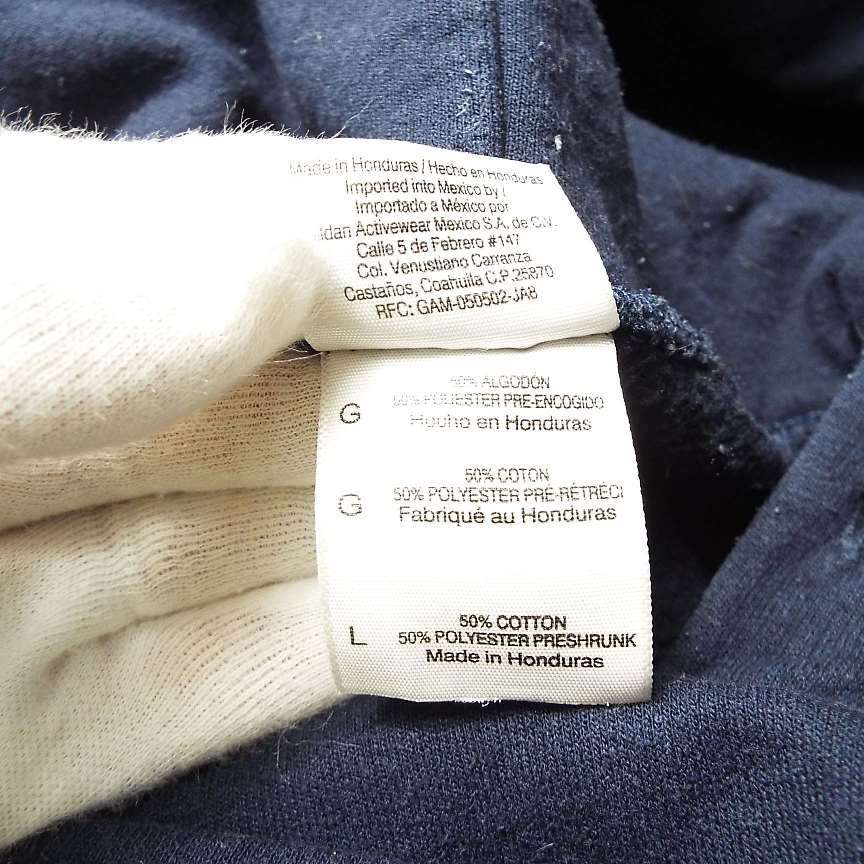 Made in Honduras / Hecho en Honduras
Imported into Mexico by /
Importado a México por
ldan Activewear Mexico S.A. de C.V.
Calle 5 de Febrero #147
Col. Venustiano Carranza
Castaños, Coahuila C.P. 25870
RFC: GAM-050502-JA8
50% ALGODÓN
G 50% POLIESTER PRE-ENCOGIDO
Hecho en Honduras
50% COTON
G 50% POLYESTER PRÉ-RÉTRÉCI
Fabriqué au Honduras
50% COTTON
L 50% POLYESTER PRESHRUNK
Made in Honduras